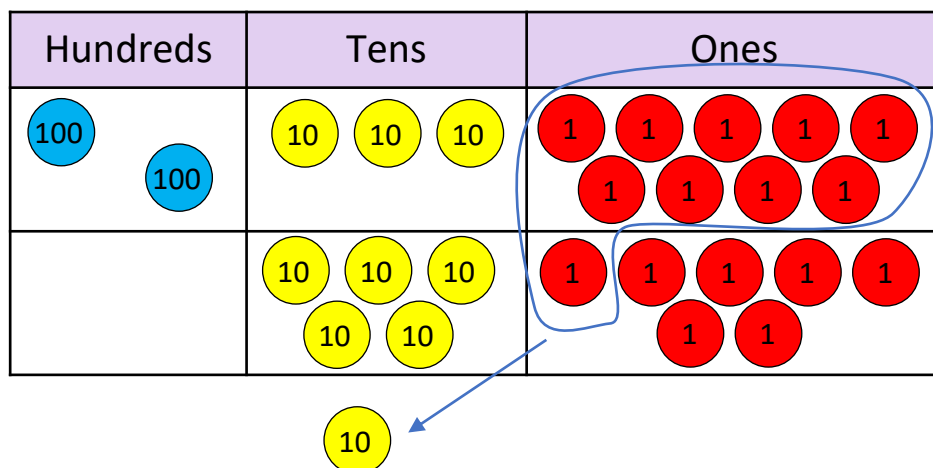 Hundreds Tens Ones
100 10 10 10 1 1 1 1 1
100 1 1 1 1
10 10 10 1 1 1 1 1
10 10 1 1
10